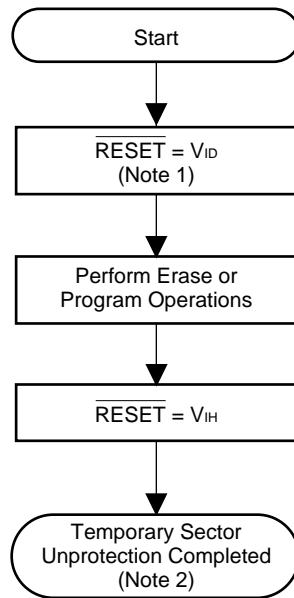 Start
RESET = VID
(Note 1)
Perform Erase or
Program Operations
RESET = VIH
Temporary Sector
Unprotection Completed
(Note 2)